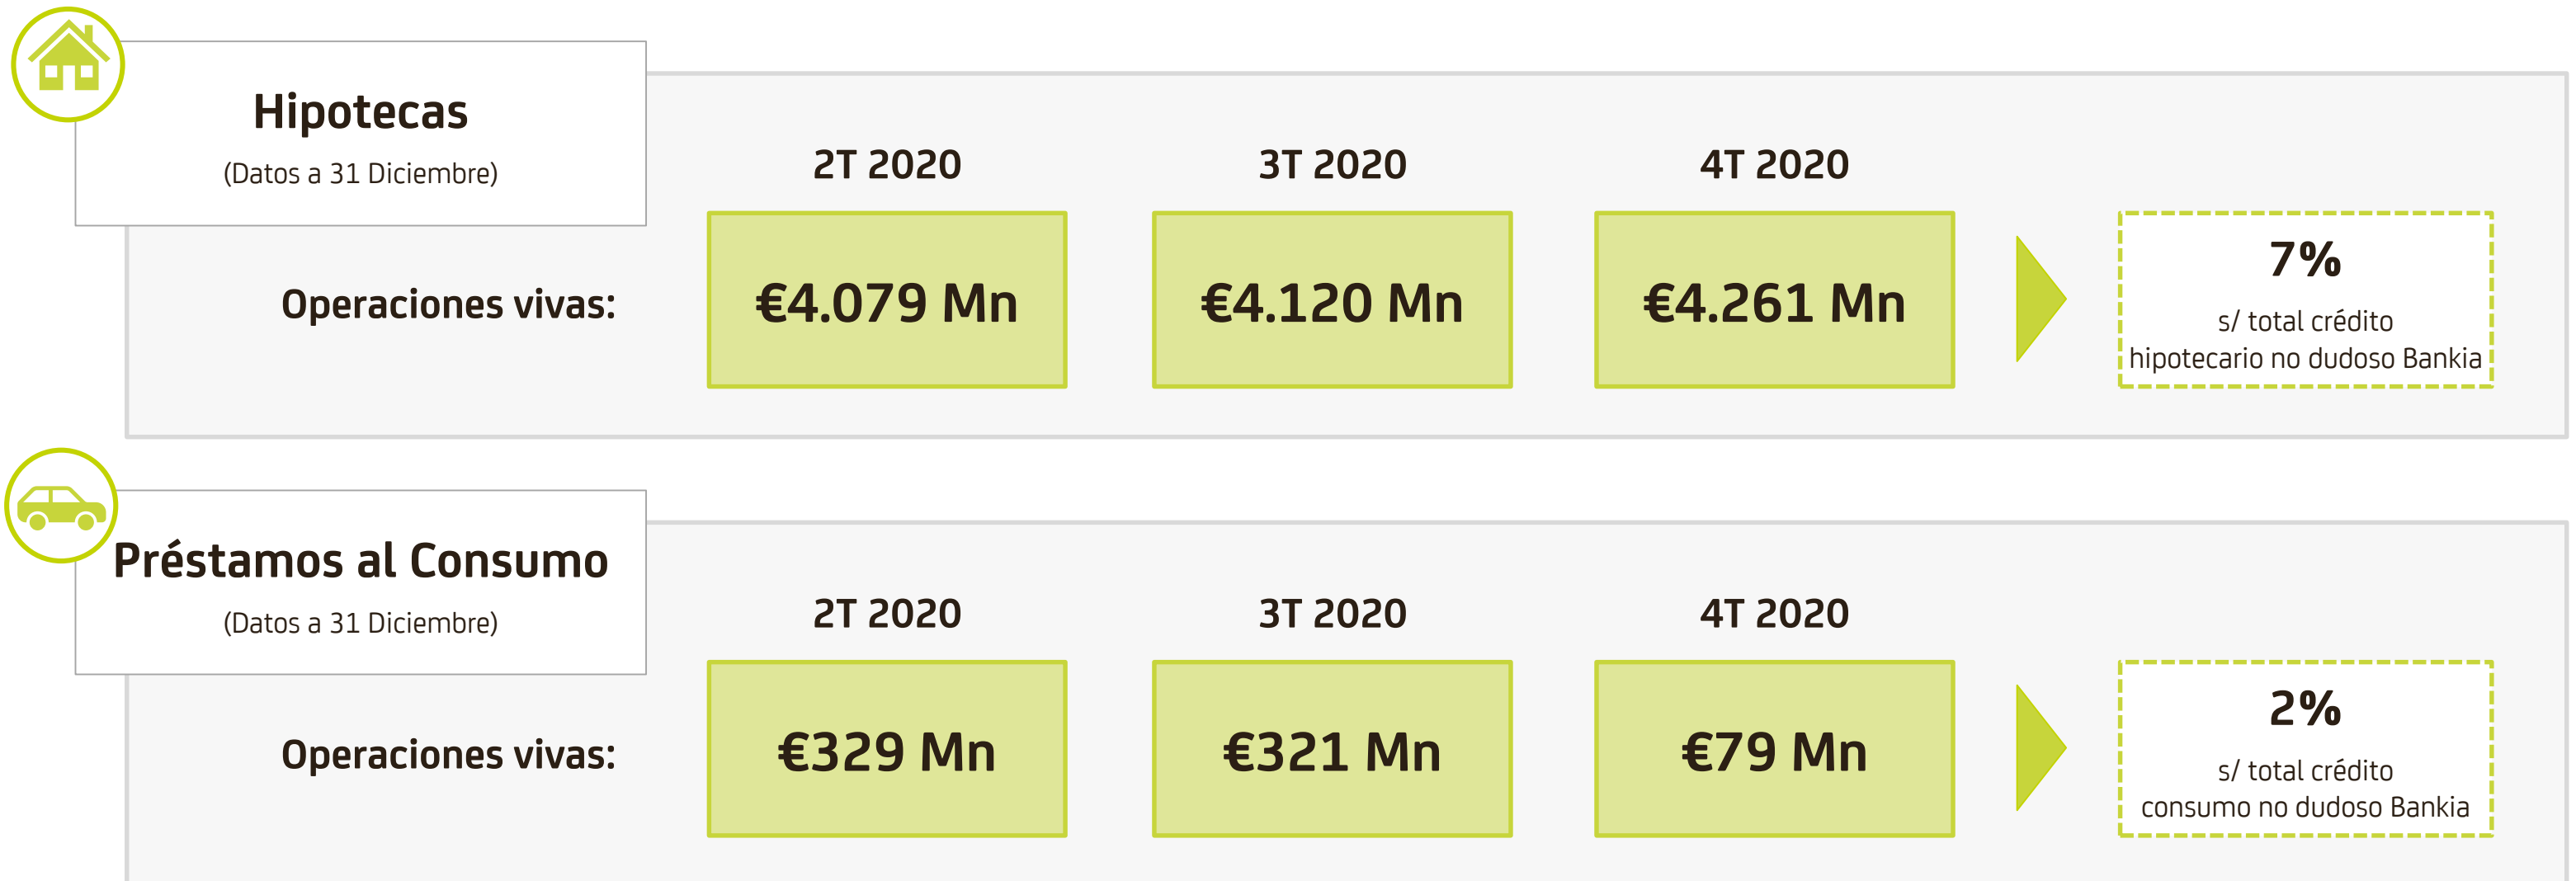 Hipotecas
(Datos a 31 Diciembre)
2T 2020 3T 2020 4T 2020
Operaciones vivas: €4.079 Mn €4.120 Mn €4.261 Mn
7%
s/ total crédito
hipotecario no dudoso Bankia
Préstamos al Consumo
(Datos a 31 Diciembre)
2T 2020 3T 2020 4T 2020
Operaciones vivas: €329 Mn €321 Mn €79 Mn
2%
s/ total crédito
consumo no dudoso Bankia